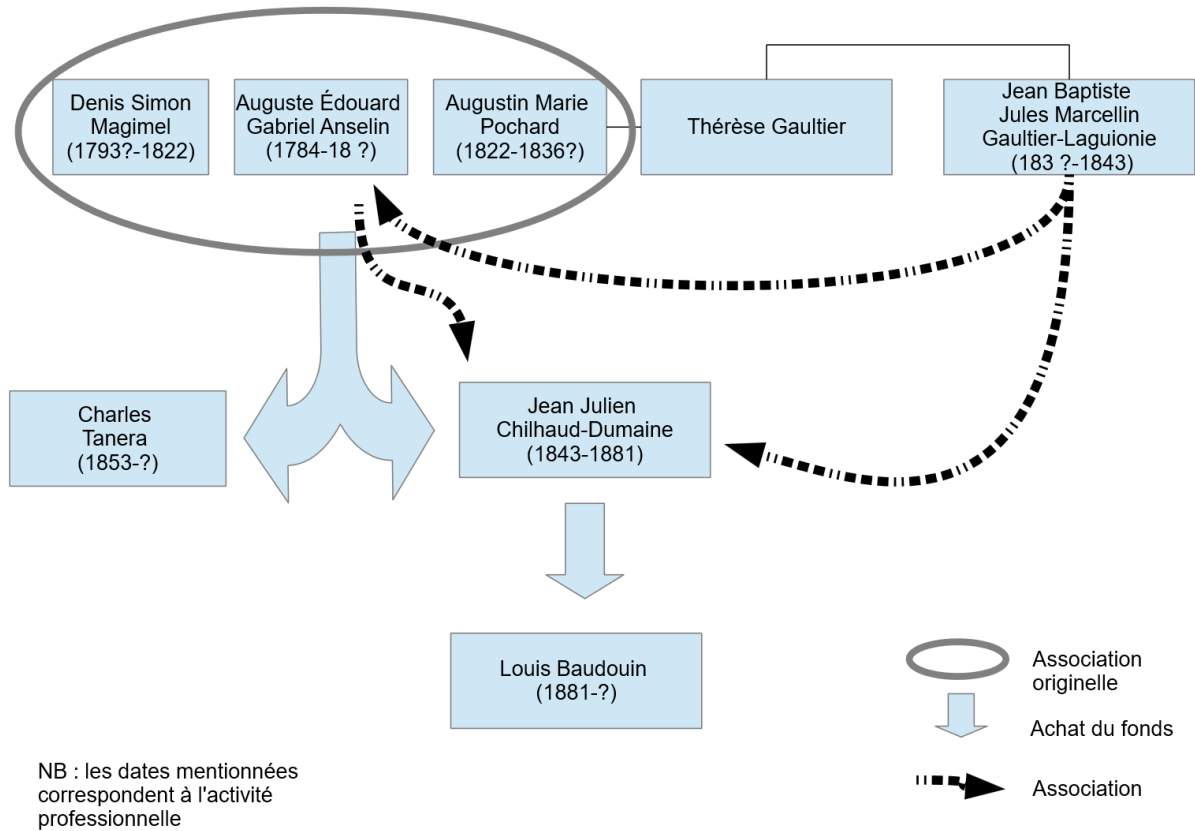 Denis Simon
Magimel
(1793?-1822)
Auguste Édouard
Gabriel Anselin
(1784-18 ?)
Augustin Marie
Pochard
(1822-1836?)
Thérèse Gaultier
Jean Baptiste
Jules Marcellin
Gaultier-Laguionie
(183 ?-1843)
Charles
Tanera
(1853-?)
Jean Julien
Chilhaud-Dumaine
(1843-1881)
Louis Baudouin
(1881-?)
Association
originelle
Achat du fonds
Association
NB : les dates mentionnées
correspondent à l'activité
professionnelle